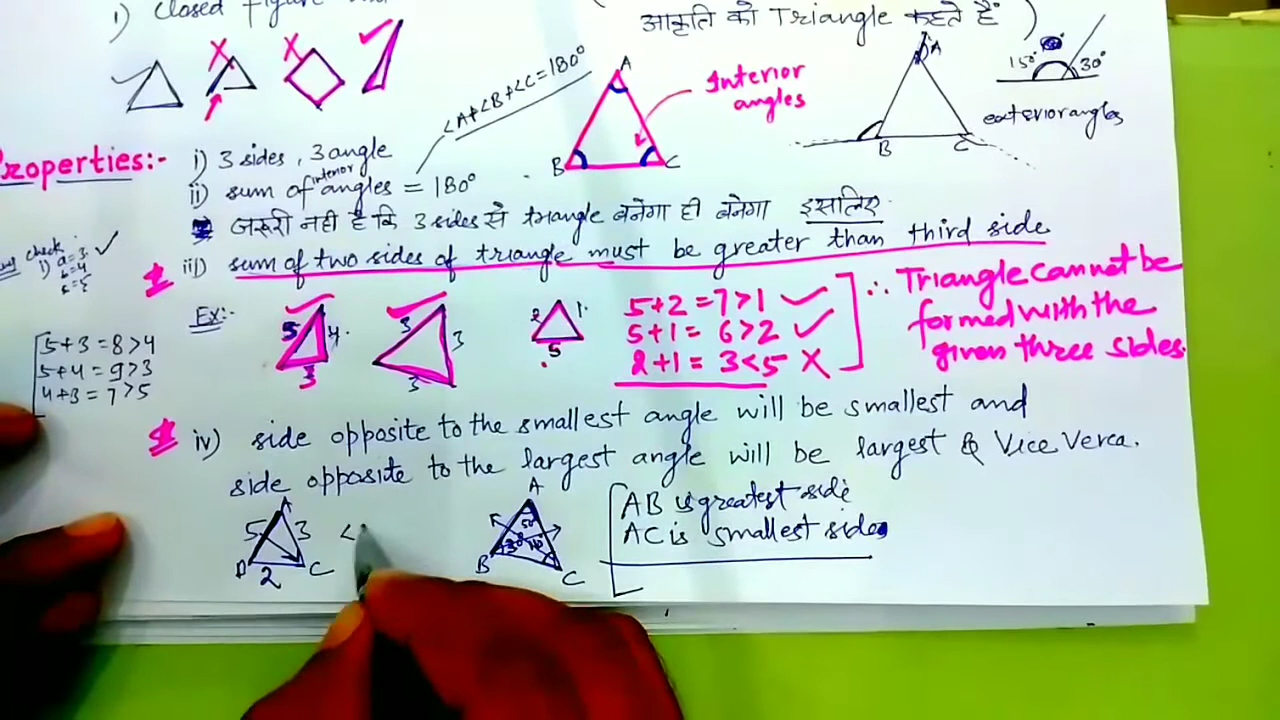 i) Closed figure
आकृति को Triangle कहते हैं )
X X
∠A+∠B+∠C=180°
A
B C
Interior
angles
A
B C
150° 30°
exterior angles
Properties:-
i) 3 sides, 3 angle
ii) sum of interior angles = 180°
जरूरी नही है कि 3 sides से triangle बनेगा ही बनेगा इसलिए
iii) sum of two sides of triangle must be greater than third side
check
1) a=3
b=4
5+3=8>4
5+4=9>3
4+3=7>5
Ex:-
5 4
3
3 3
3
2 1
5
5+2=7>1
5+1=6>2
2+1=3<5 X
∴ Triangle cannot be
formed with the
given three sides.
iv) side opposite to the smallest angle will be smallest and
side opposite to the largest angle will be largest & Vice Verca.
A
5 3
C
2
<
A
50°
B
C
AB is greatest side
AC is smallest side